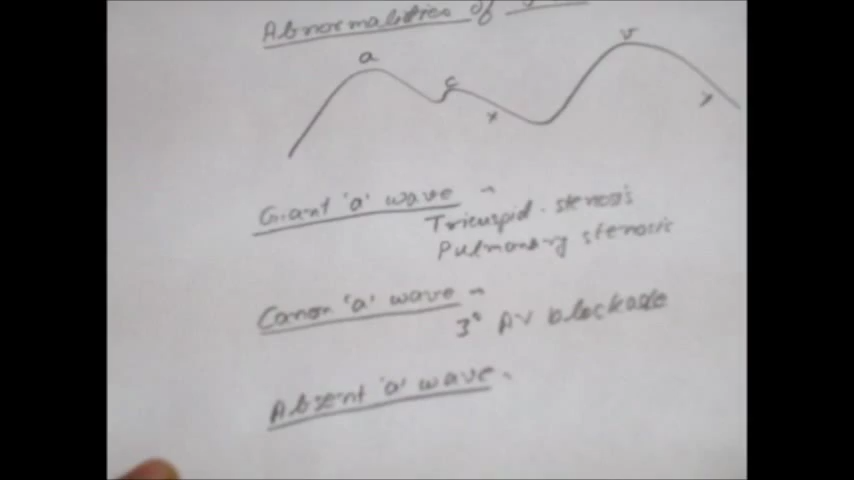 Abnormalities of
a
c
v
x
y
Giant 'a' wave -
Tricuspid. stenosis
Pulmonary stenosis
Canon 'a' wave -
3° AV blockade
Absent 'a' wave -